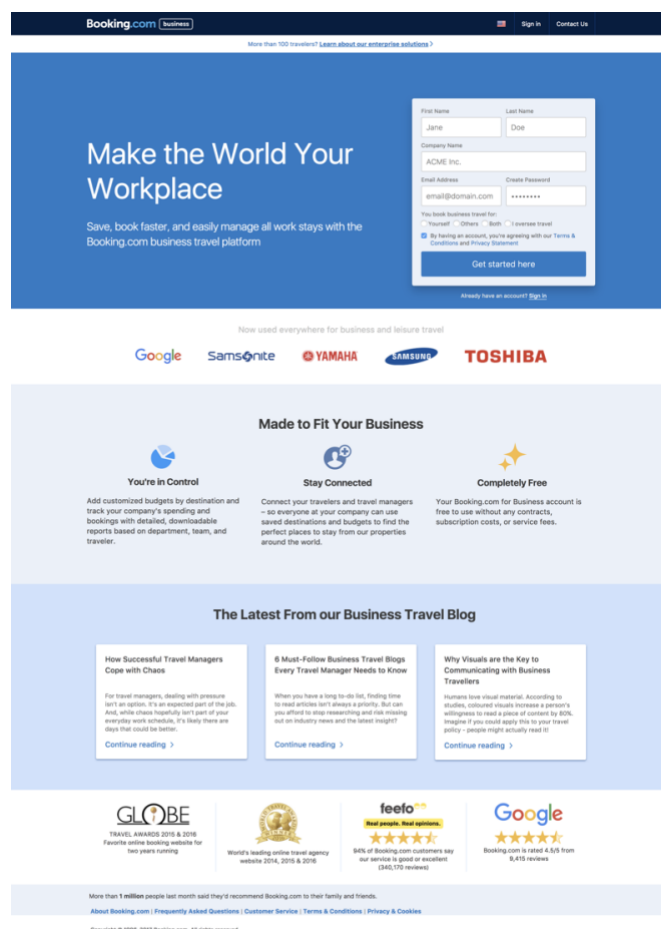 Booking.com business
Sign in
Contact Us
More than 100 travelers? Learn about our enterprise solutions >
Make the World Your
Workplace
Save, book faster, and easily manage all work stays with the
Booking.com business travel platform
First Name
Last Name
Jane
Doe
Company Name
ACME Inc.
Email Address
Create Password
email@domain.com
••••••••
You book business travel for:
Yourself
Others
Both
I oversee travel
By having an account, you're agreeing with our Terms &
Conditions and Privacy Statement
Get started here
Already have an account? Sign in
Now used everywhere for business and leisure travel
Google
Samsonite
YAMAHA
SAMSUNG
TOSHIBA
Made to Fit Your Business
You're in Control
Add customized budgets by destination and
track your company's spending and
bookings with detailed, downloadable
reports based on department, team, and
traveler.
Stay Connected
Connect your travelers and travel managers
– so everyone at your company can use
saved destinations and budgets to find the
perfect places to stay from our properties
around the world.
Completely Free
Your Booking.com for Business account is
free to use without any contracts,
subscription costs, or service fees.
The Latest From our Business Travel Blog
How Successful Travel Managers
Cope with Chaos
For travel managers, dealing with pressure
isn't an option. It's an expected part of the job.
And, while chaos hopefully isn't part of your
everyday work schedule, it's likely there are
days that could be better.
Continue reading >
6 Must-Follow Business Travel Blogs
Every Travel Manager Needs to Know
When you have a long to-do list, finding time
to read articles isn't always a priority. But can
you afford to stop researching and risk missing
out on industry news and the latest insight?
Continue reading >
Why Visuals are the Key to
Communicating with Business
Travellers
Humans love visual material. According to
studies, coloured visuals increase a person's
willingness to read a piece of content by 80%.
Imagine if you could apply this to your travel
policy - people might actually read it!
Continue reading >
GLOBE
TRAVEL AWARDS 2015 & 2016
Favorite online booking website for
two years running
World's leading online travel agency
website 2014, 2015 & 2016
feefo
Real people. Real opinions.
94% of Booking.com customers say
our service is good or excellent
(340,170 reviews)
Google
Booking.com is rated 4.5/5 from
9,415 reviews
More than 1 million people last month said they'd recommend Booking.com to their family and friends.
About Booking.com | Frequently Asked Questions | Customer Service | Terms & Conditions | Privacy & Cookies